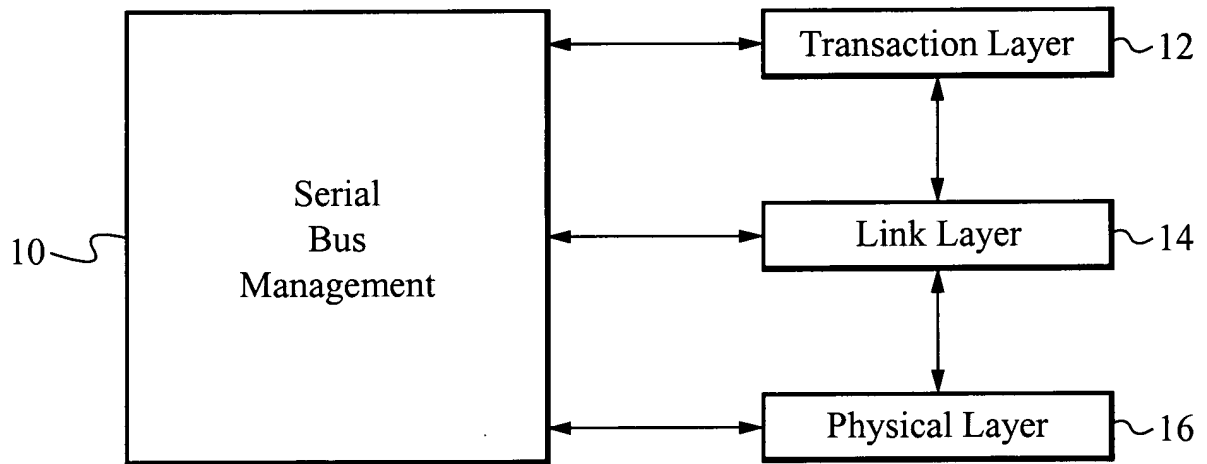 Transaction Layer
12
Serial
Bus
Management
10
Link Layer
14
Physical Layer
16